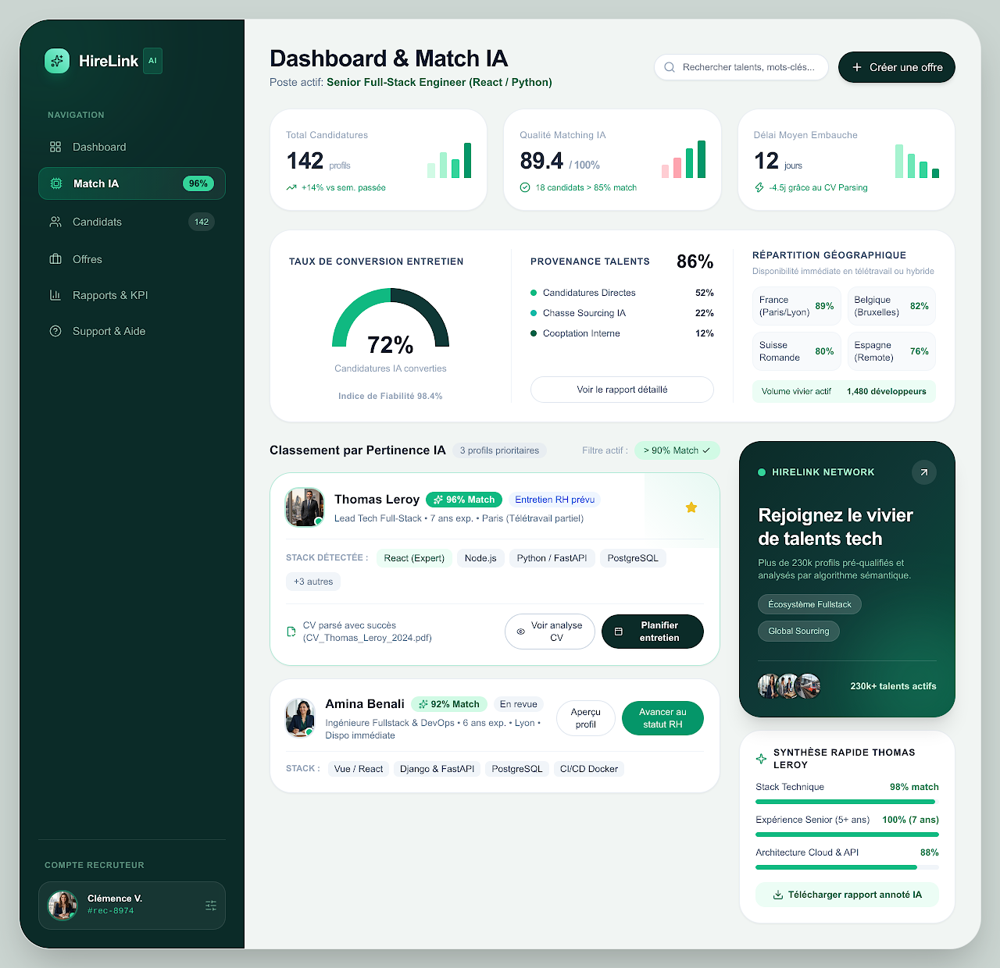 HireLink AI
NAVIGATION
Dashboard
Match IA 96%
Candidats 142
Offres
Rapports & KPI
Support & Aide
COMPTE RECRUTEUR
Clémence V.
#rec-8974
Dashboard & Match IA
Poste actif: Senior Full-Stack Engineer (React / Python)
Rechercher talents, mots-clés...
Créer une offre
Total Candidatures
142 profils
+14% vs sem. passée
Qualité Matching IA
89.4 / 100%
18 candidats > 85% match
Délai Moyen Embauche
12 jours
-4.5j grâce au CV Parsing
TAUX DE CONVERSION ENTRETIEN
72%
Candidatures IA converties
Indice de Fiabilité 98.4%
PROVENANCE TALENTS 86%
Candidatures Directes 52%
Chasse Sourcing IA 22%
Cooptation Interne 12%
Voir le rapport détaillé
RÉPARTITION GÉOGRAPHIQUE
Disponibilité immédiate en télétravail ou hybride
France
(Paris/Lyon) 89%
Belgique
(Bruxelles) 82%
Suisse
Romande 80%
Espagne
(Remote) 76%
Volume vivier actif 1,480 développeurs
Classement par Pertinence IA 3 profils prioritaires Filtre actif : > 90% Match
Thomas Leroy 96% Match Entretien RH prévu
Lead Tech Full-Stack • 7 ans exp. • Paris (Télétravail partiel)
STACK DÉTECTÉE : React (Expert) Node.js Python / FastAPI PostgreSQL
+3 autres
CV parsé avec succès
(CV_Thomas_Leroy_2024.pdf)
Voir analyse
CV
Planifier
entretien
Amina Benali 92% Match En revue
Ingénieure Fullstack & DevOps • 6 ans exp. • Lyon •
Dispo immédiate
Aperçu
profil
Avancer au
statut RH
STACK : Vue / React Django & FastAPI PostgreSQL CI/CD Docker
HIRELINK NETWORK
Rejoignez le vivier
de talents tech
Plus de 230k profils pré-qualifiés et
analysés par algorithme sémantique.
Écosystème Fullstack
Global Sourcing
230k+ talents actifs
SYNTHÈSE RAPIDE THOMAS
LEROY
Stack Technique 98% match
Expérience Senior (5+ ans) 100% (7 ans)
Architecture Cloud & API 88%
Télécharger rapport annoté IA